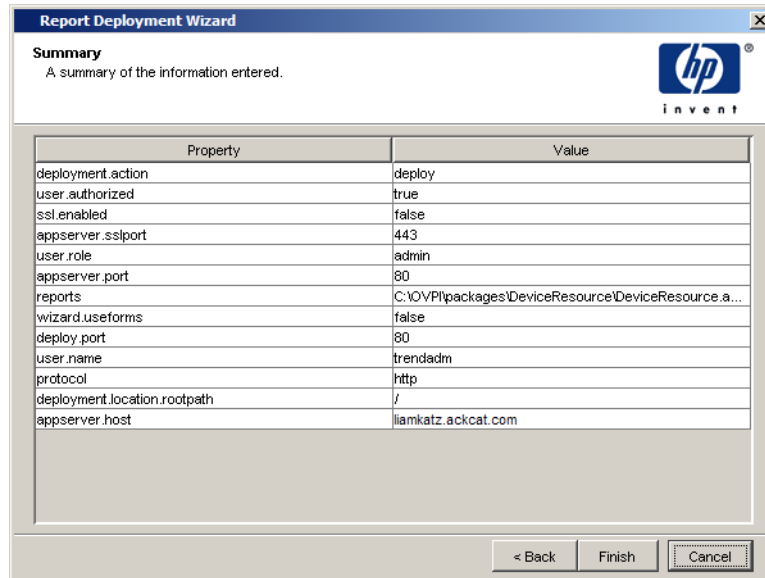 Report Deployment Wizard
Summary
A summary of the information entered.
hp
®
invent
Property Value
deployment.action deploy
user.authorized true
ssl.enabled false
appserver.sslport 443
user.role admin
appserver.port 80
reports C:\OVPI\packages\DeviceResource\DeviceResource.a...
wizard.useforms false
deploy.port 80
user.name trendadm
protocol http
deployment.location.rootpath /
appserver.host liamkatz.ackcat.com
< Back Finish Cancel